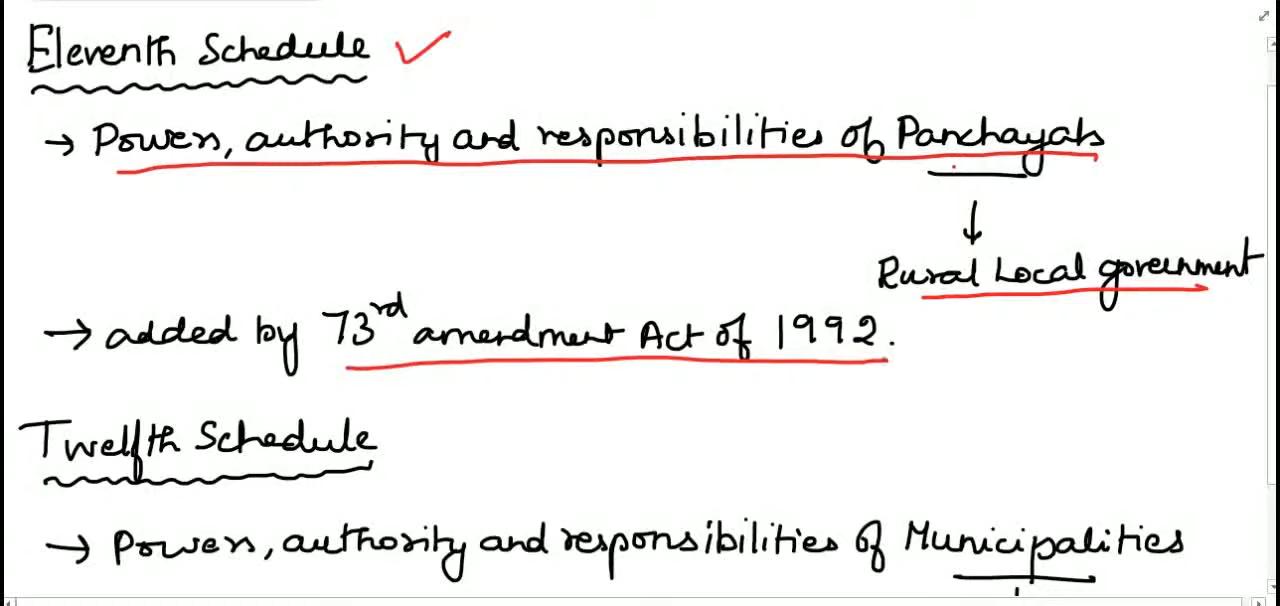 Eleventh Schedule ✓
→ Powers, authority and responsibilities of Panchayats
↓
Rural Local government
→ added by 73rd amendment Act of 1992.
Twelfth Schedule
→ Powers, authority and responsibilities of Municipalities